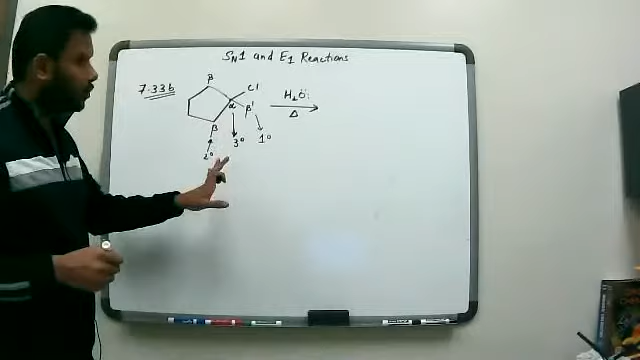 SN1 and E1 Reactions
7.33b
β
Cl
α
β'
H2Ö:
Δ
β
2°
3°
1°